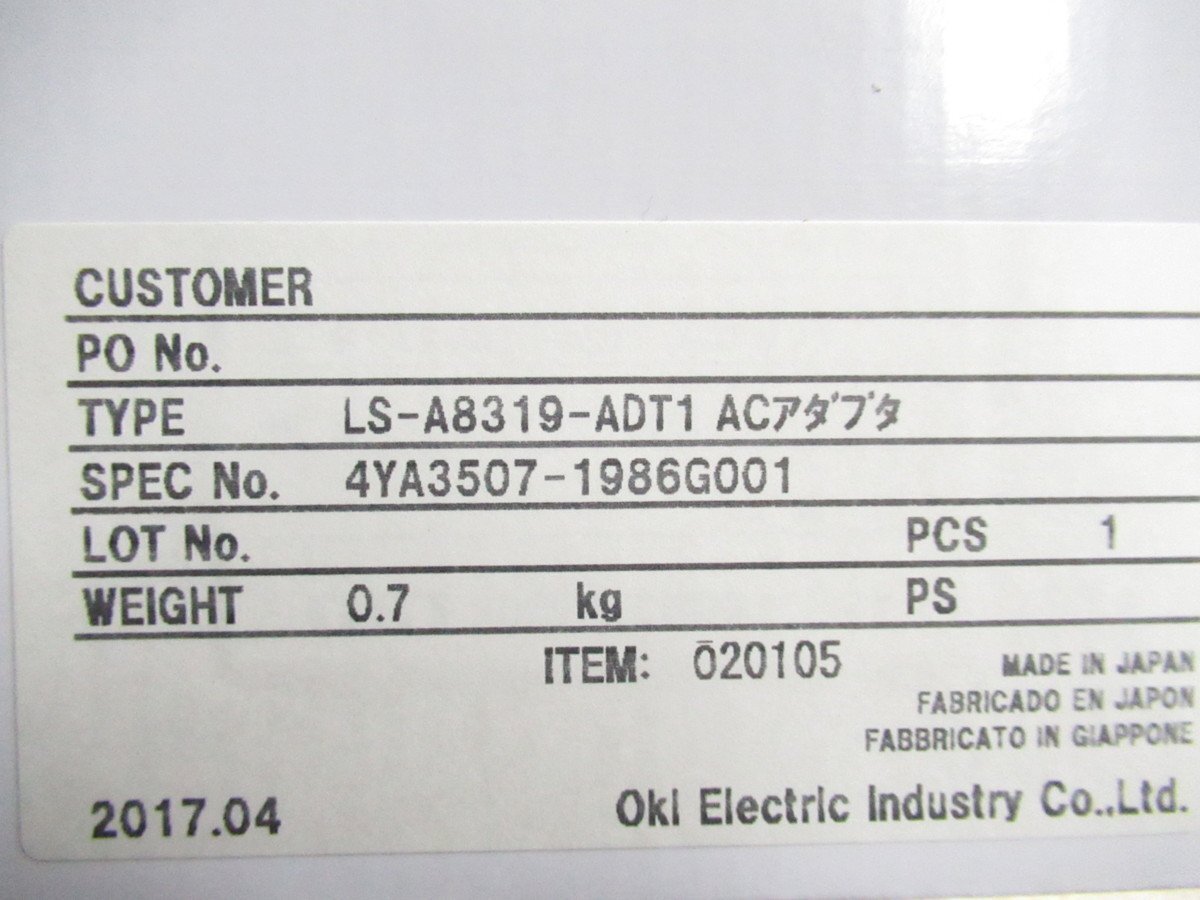 CUSTOMER
PO No.
TYPE LS-A8319-ADT1 ACアダプタ
SPEC No. 4YA3507-1986G001
LOT No. PCS 1
WEIGHT 0.7 kg PS
ITEM: Ō20105
MADE IN JAPAN
FABRICADO EN JAPON
FABBRICATO IN GIAPPONE
2017.04 Oki Electric Industry Co.,Ltd.